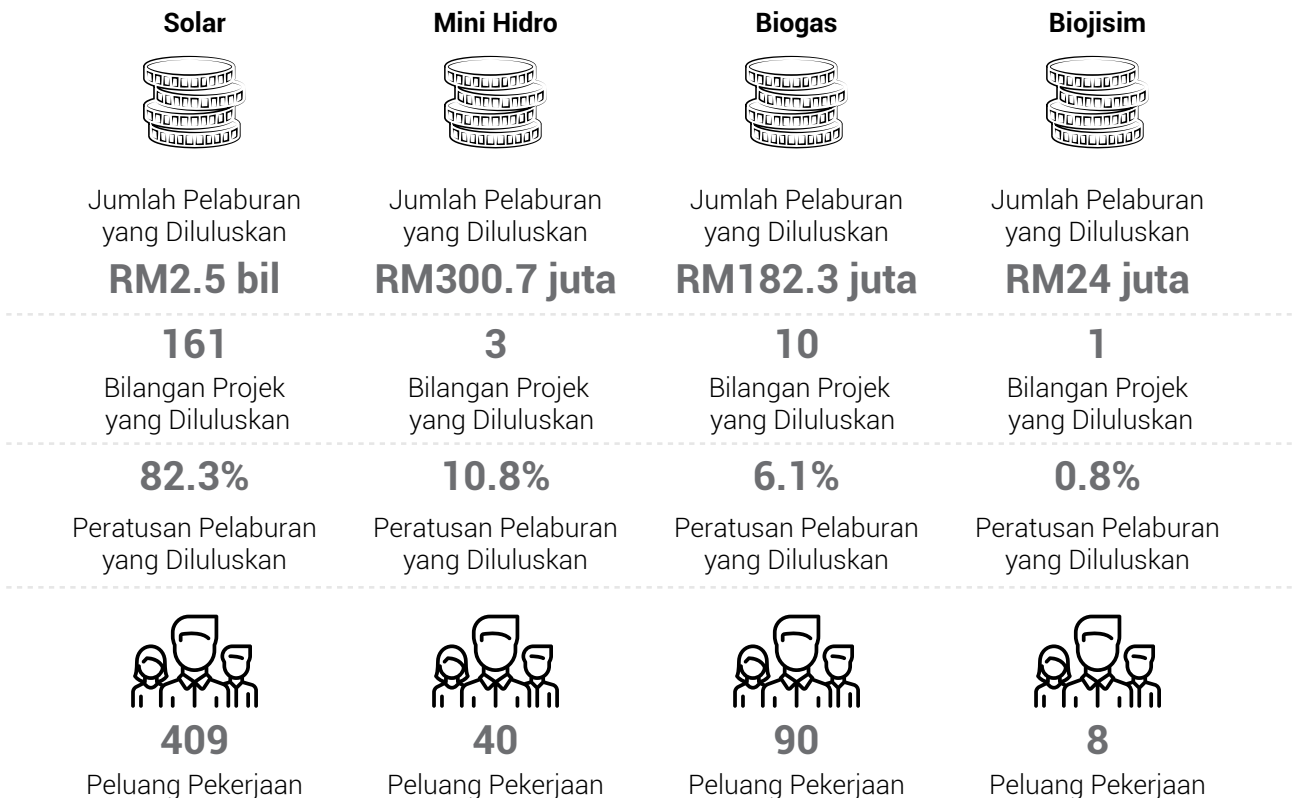 Solar
Mini Hidro
Biogas
Biojisim
Jumlah Pelaburan
yang Diluluskan
RM2.5 bil
Jumlah Pelaburan
yang Diluluskan
RM300.7 juta
Jumlah Pelaburan
yang Diluluskan
RM182.3 juta
Jumlah Pelaburan
yang Diluluskan
RM24 juta
161
Bilangan Projek
yang Diluluskan
3
Bilangan Projek
yang Diluluskan
10
Bilangan Projek
yang Diluluskan
1
Bilangan Projek
yang Diluluskan
82.3%
Peratusan Pelaburan
yang Diluluskan
10.8%
Peratusan Pelaburan
yang Diluluskan
6.1%
Peratusan Pelaburan
yang Diluluskan
0.8%
Peratusan Pelaburan
yang Diluluskan
409
Peluang Pekerjaan
40
Peluang Pekerjaan
90
Peluang Pekerjaan
8
Peluang Pekerjaan